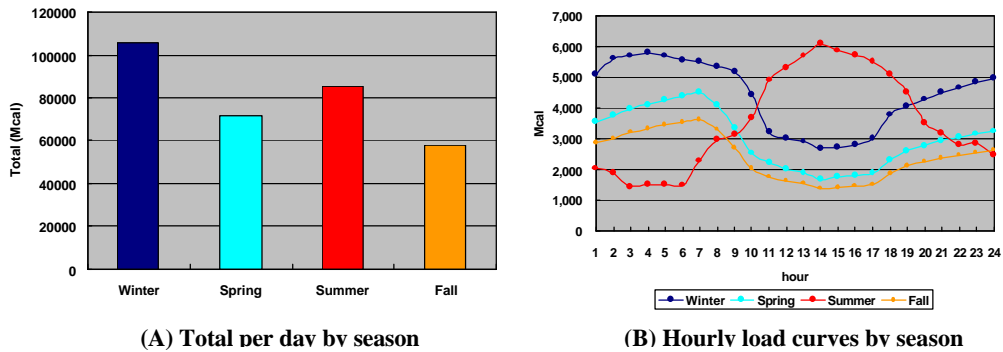 120000
100000
80000
60000
40000
20000
0
Total (Mcal)
Winter Spring Summer Fall
(A) Total per day by season
7,000
6,000
5,000
4,000
3,000
2,000
1,000
0
Mcal
1 2 3 4 5 6 7 8 9 10 11 12 13 14 15 16 17 18 19 20 21 22 23 24
hour
Winter Spring Summer Fall
(B) Hourly load curves by season